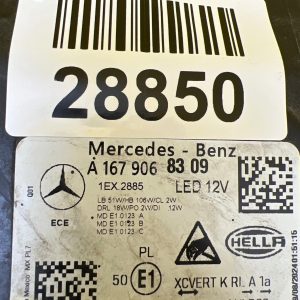 28850
Mercedes - Benz
A 167 906 83 09
1EX.2885 LED 12V
LB 51W/HB 106W/CL 2W
DRL 18W/PO 2W/DI 12W
MD E1 0123 A
MD E1 0123 B
MD E1 0123 C
ECE
Q01
HELLA
PL
50 E1 XCVERT K RL A 1a
Mexico